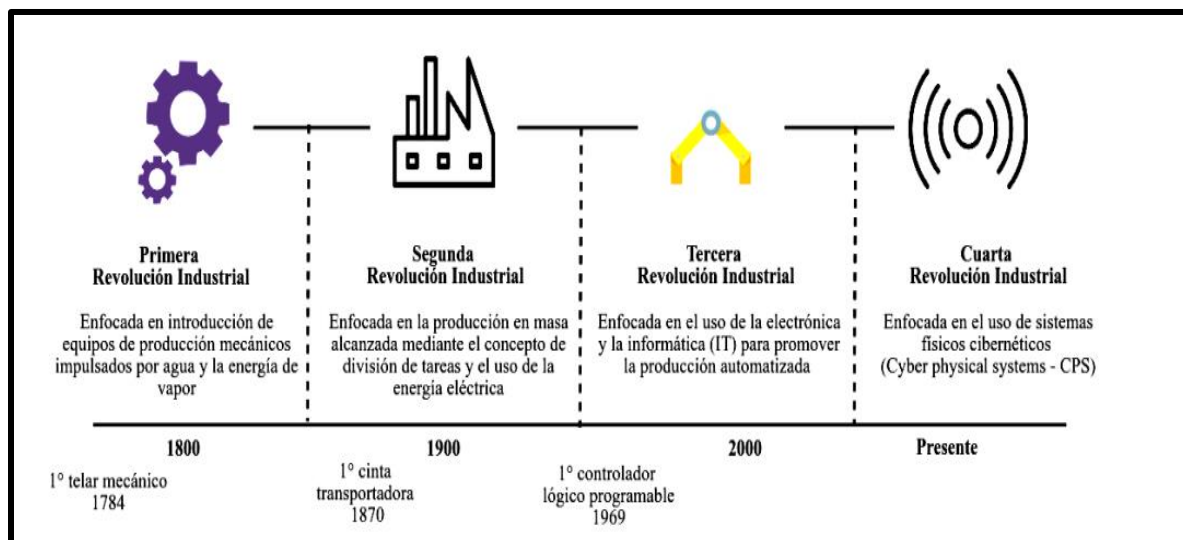 Primera
Revolución Industrial
Enfocada en introducción de
equipos de producción mecánicos
impulsados por agua y la energía de
vapor
Segunda
Revolución Industrial
Enfocada en la producción en masa
alcanzada mediante el concepto de
división de tareas y el uso de la
energía eléctrica
Tercera
Revolución Industrial
Enfocada en el uso de la electrónica
y la informática (IT) para promover
la producción automatizada
Cuarta
Revolución Industrial
Enfocada en el uso de sistemas
físicos cibernéticos
(Cyber physical systems - CPS)
1800
1900
2000
Presente
1° telar mecánico
1784
1° cinta
transportadora
1870
1° controlador
lógico programable
1969